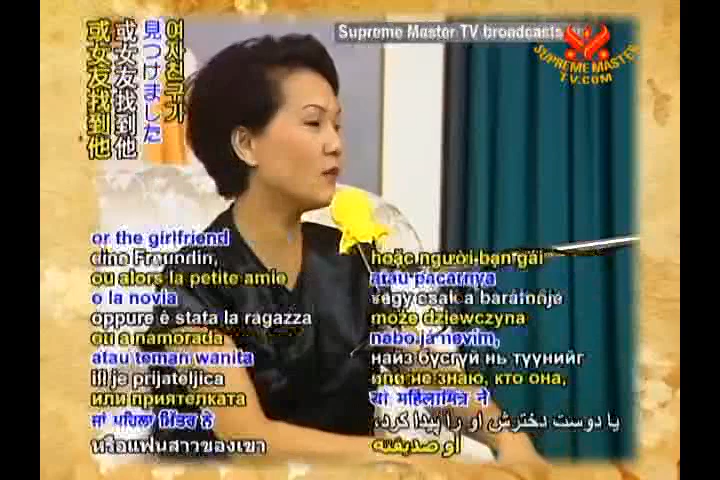 Supreme Master TV broadcasts
SUPREME MASTER
TV.COM
여자친구가
見つけました
或女友找到他
或女友找到他
or the girlfriend
eine Freundin,
ou alors la petite amie
o la novia
oppure è stata la ragazza
ou a namorada
atau teman wanita
ili je prijateljica
или приятелката
ਜਾਂ ਮਹਿਲਾ ਮਿੱਤਰ ਨੇ
หรือแฟนสาวของเขา
hoặc người bạn gái
atau pacarnya
vagy csak a barátnője
może dziewczyna
nebo já nevím,
найз бүсгүй нь түүнийг
или не знаю, кто она,
या महिलामित्र ने
یا دوست دخترش او را پیدا کرد،
او صديقته